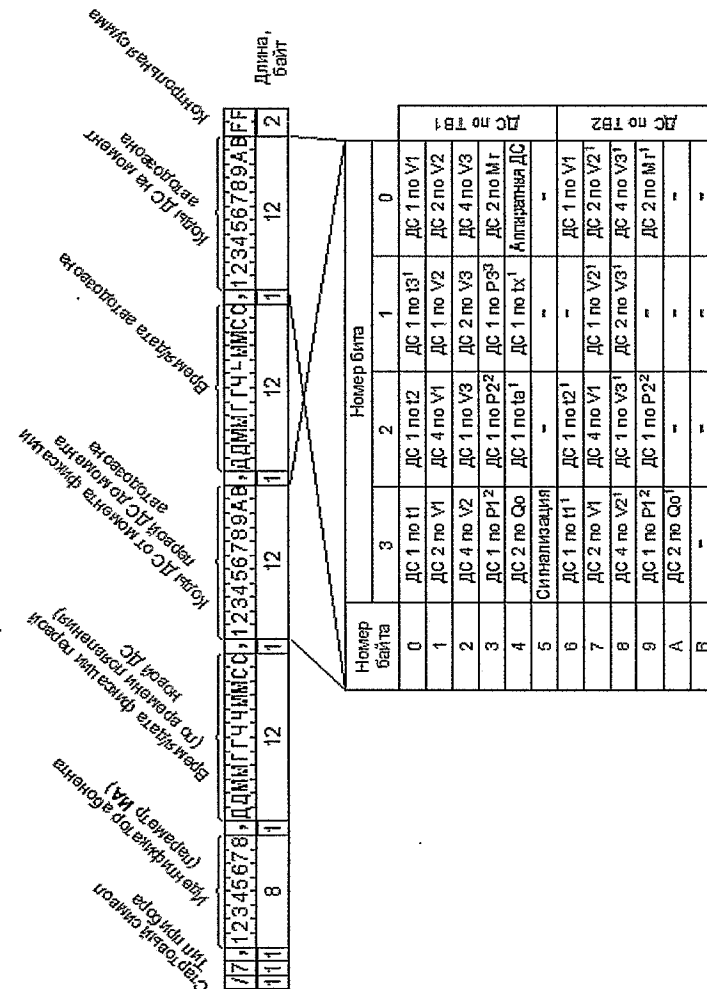 Стартовый символ
Тип прибора
Идентификатор абонента
(параметр ИА)
Время/дата фиксации первой
(по времени появления)
новой ДС
Коды ДС от момента фиксации
первой ДС до момента
автодозвона
Время/дата автодозвона
Коды ДС на момент
автодозвона
Контрольная сумма
/7,12345678,ДДММГГЧЧММСС,123456789AB,ДДММГГЧЧММСС,123456789ABFF
1 1 1 8 1 12 1 12 1 12 1 12 2
Длина,
байт
Номер
байта
Номер бита
3 2 1 0
0 ДС 1 по t1 ДС 1 по t2 ДС 1 по t3¹ ДС 1 по V1
1 ДС 2 по V1 ДС 4 по V1 ДС 1 по V2 ДС 2 по V2
2 ДС 4 по V2 ДС 1 по V3 ДС 2 по V3 ДС 4 по V3
3 ДС 1 по P1² ДС 1 по P2² ДС 1 по P3³ ДС 2 по Mт
4 ДС 2 по Qо ДС 1 по ta¹ ДС 1 по tx¹ Аппаратная ДС
5 Сигнализация - - -
ДС по ТВ1
6 ДС 1 по t1¹ ДС 1 по t2¹ - ДС 1 по V1
7 ДС 2 по V1 ДС 4 по V1 ДС 1 по V2¹ ДС 2 по V2¹
8 ДС 4 по V2¹ ДС 1 по V3¹ ДС 2 по V3¹ ДС 4 по V3¹
9 ДС 1 по P1² ДС 1 по P2² - ДС 2 по Mт¹
A ДС 2 по Qо¹ - - -
B - - - -
ДС по ТВ2